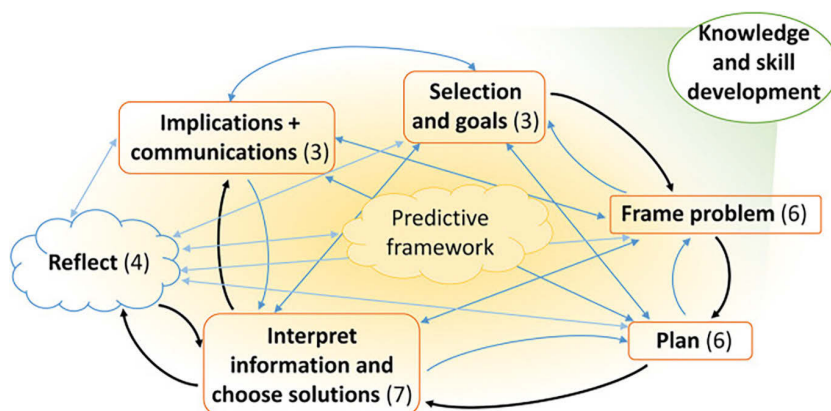 Knowledge
and skill
development
Selection
and goals (3)
Implications +
communications (3)
Predictive
framework
Frame problem (6)
Reflect (4)
Interpret
information and
choose solutions (7)
Plan (6)